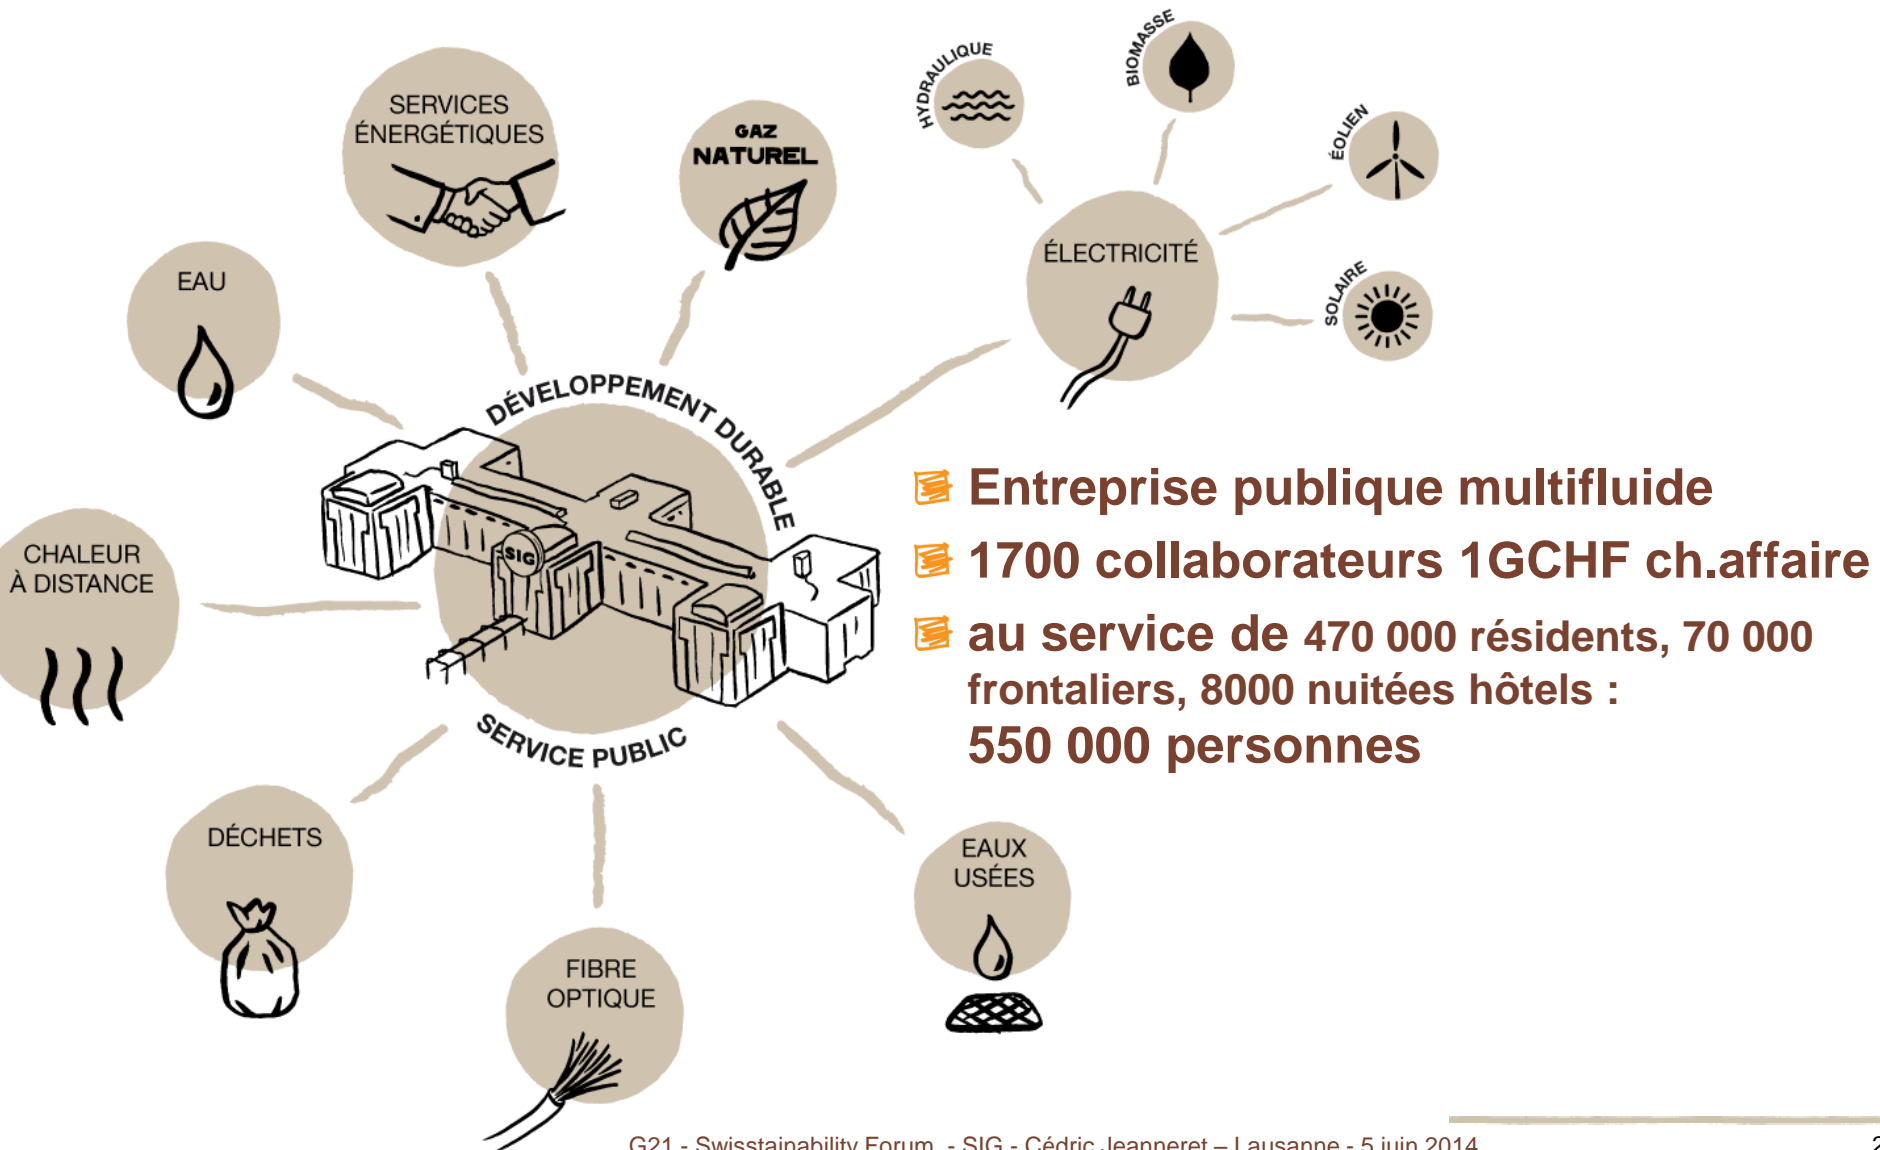 HYDRAULIQUE
BIOMASSE
ÉOLIEN
SOLAIRE
SERVICES
ÉNERGÉTIQUES
GAZ
NATUREL
ÉLECTRICITÉ
EAU
DÉVELOPPEMENT DURABLE
SIG
CHALEUR
À DISTANCE
SERVICE PUBLIC
DÉCHETS
FIBRE
OPTIQUE
EAUX
USÉES
Entreprise publique multifluide
1700 collaborateurs 1GCHF ch.affaire
au service de 470 000 résidents, 70 000
frontaliers, 8000 nuitées hôtels :
550 000 personnes
G21 - Swisstainability Forum - SIG - Cédric Jeanneret – Lausanne - 5 juin 2014
2